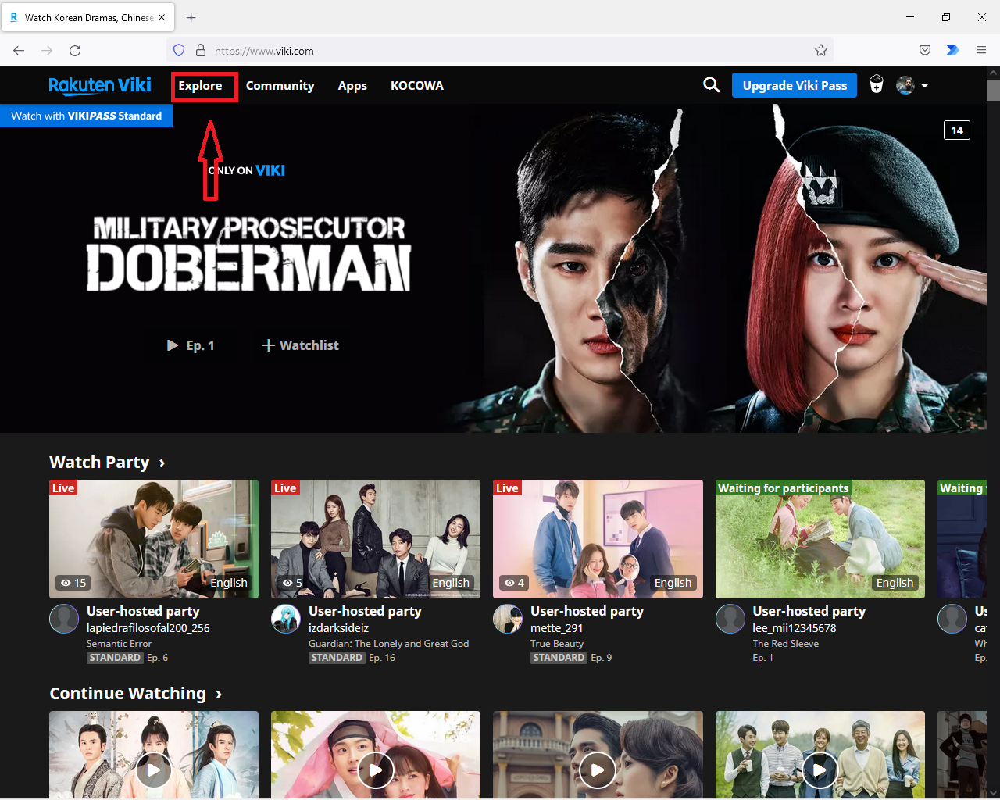 Watch Korean Dramas, Chinese
https://www.viki.com
Rakuten Viki
Explore
Community
Apps
KOCOWA
Upgrade Viki Pass
Watch with VIKIPASS Standard
14
ONLY ON VIKI
MILITARY PROSECUTOR
DOBERMAN
Ep. 1
Watchlist
Watch Party
Live
15
English
User-hosted party
lapiedrafilosofal200_256
Semantic Error
STANDARD Ep. 6
Live
5
English
User-hosted party
izdarksideiz
Guardian: The Lonely and Great God
STANDARD Ep. 16
Live
4
English
User-hosted party
mette_291
True Beauty
STANDARD Ep. 9
Waiting for participants
English
User-hosted party
lee_mii12345678
The Red Sleeve
Ep. 1
Waiting
Ep.
Continue Watching